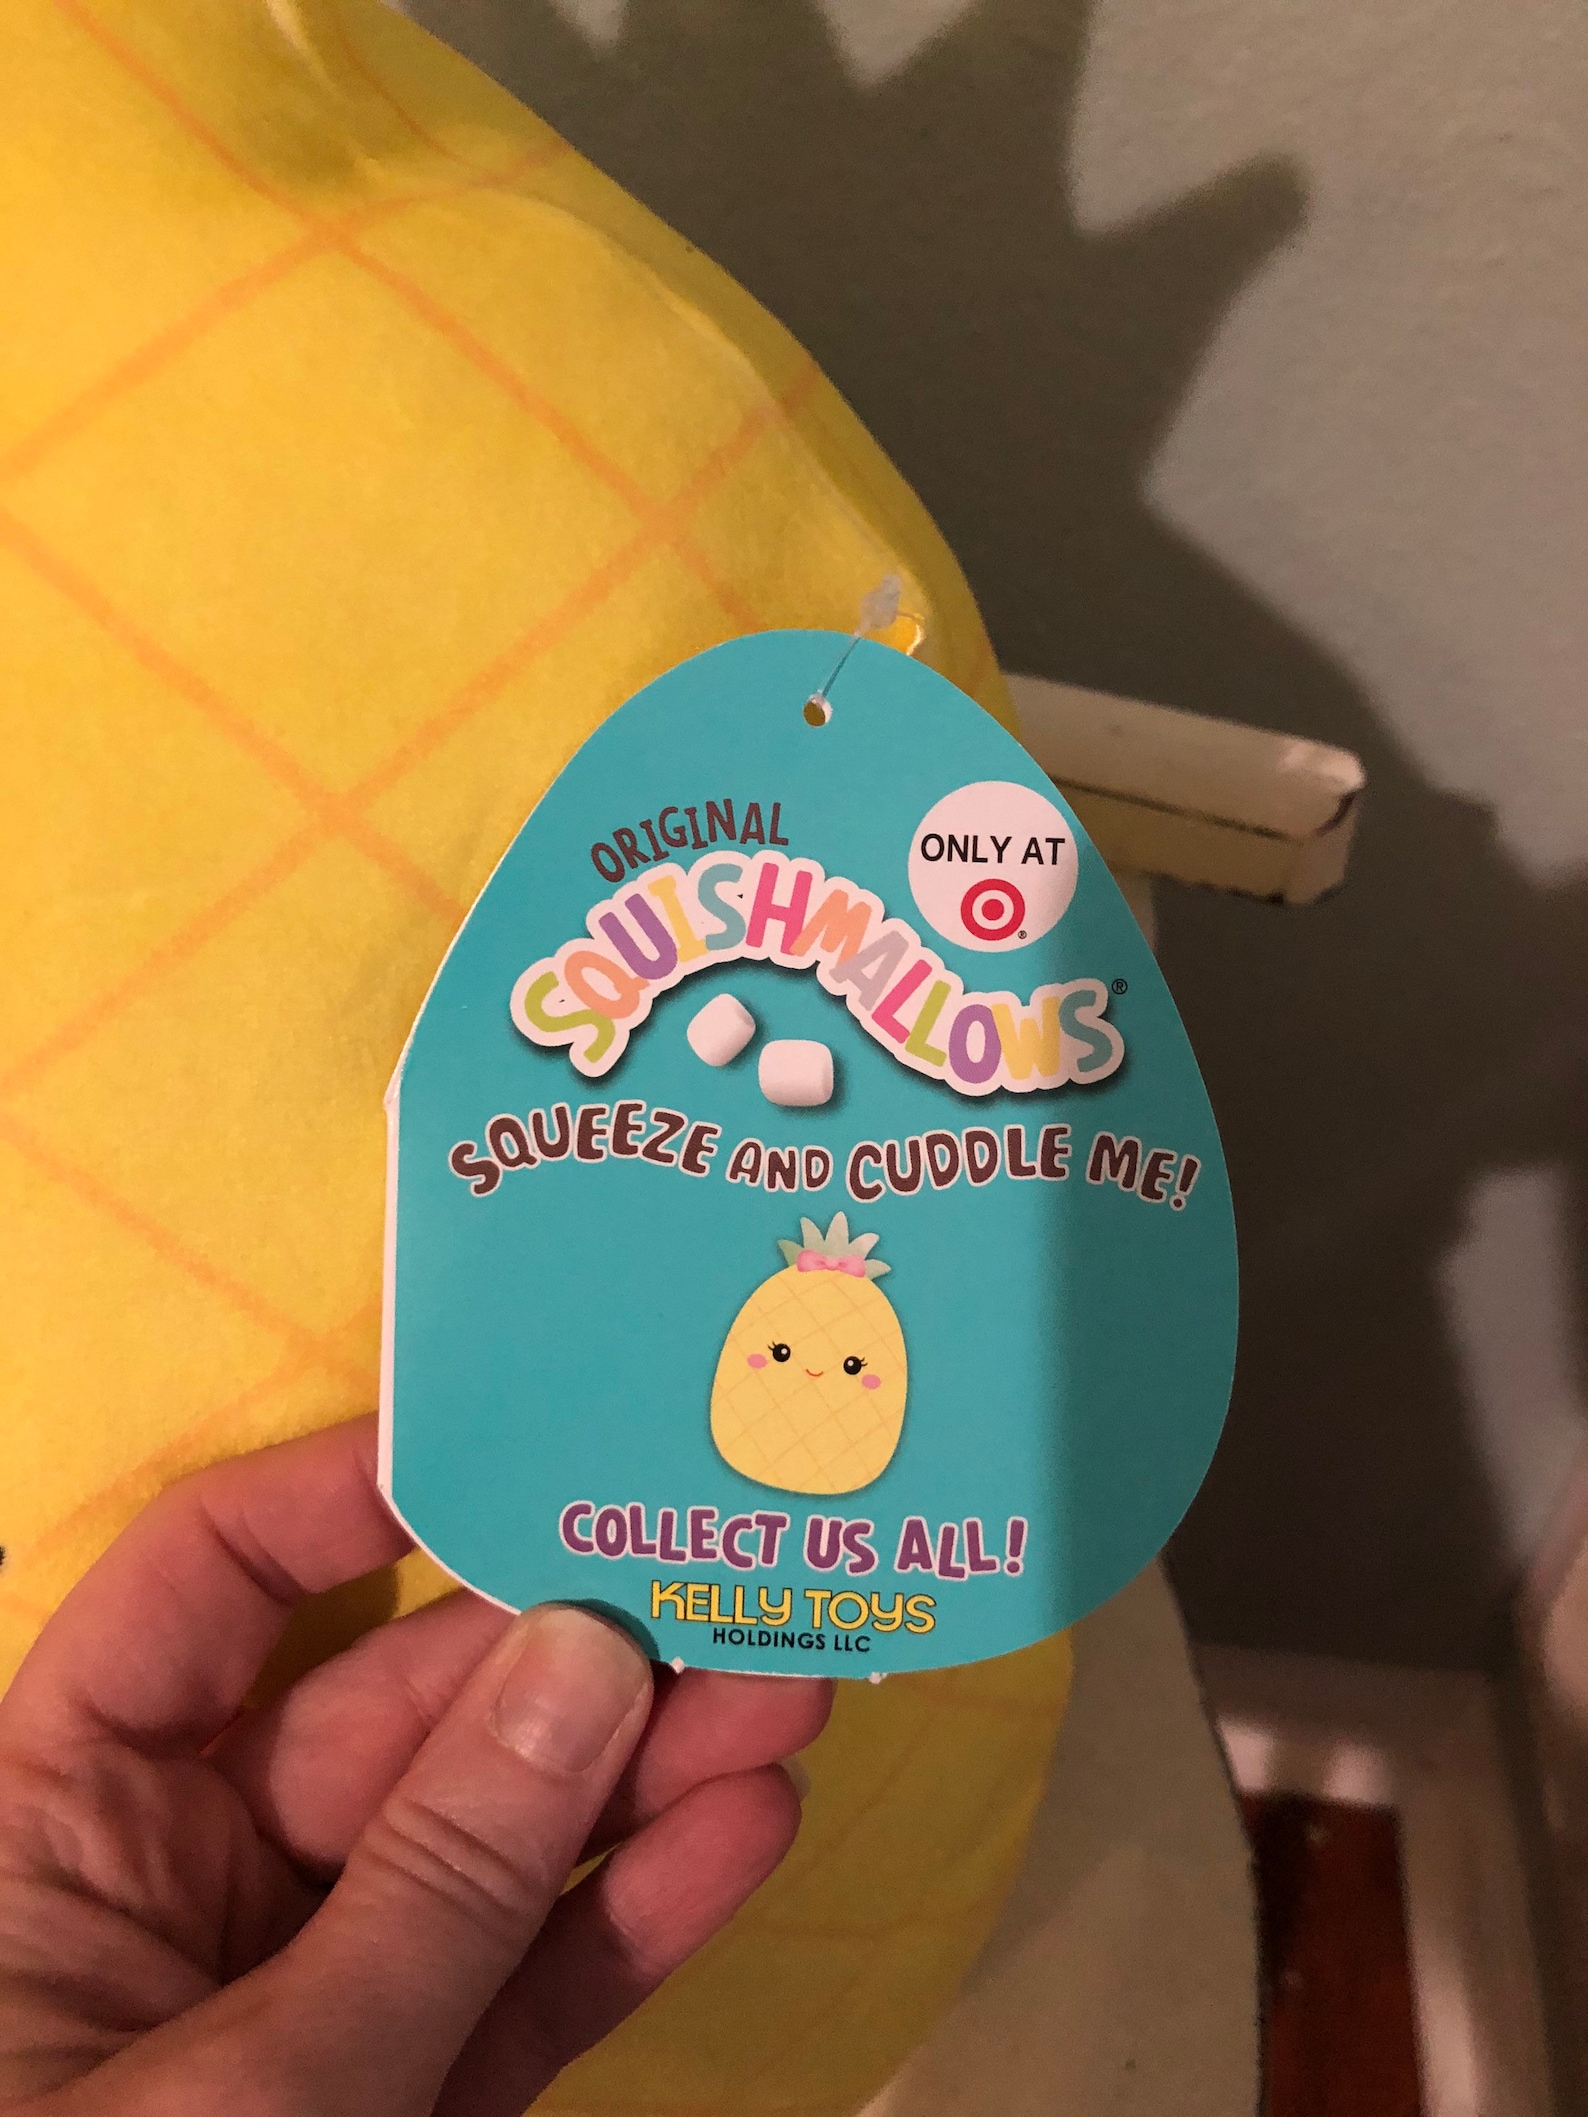 ORIGINAL
ONLY AT
SQUISHMALLOWS®
SQUEEZE AND CUDDLE ME!
COLLECT US ALL!
KELLY TOYS
HOLDINGS LLC